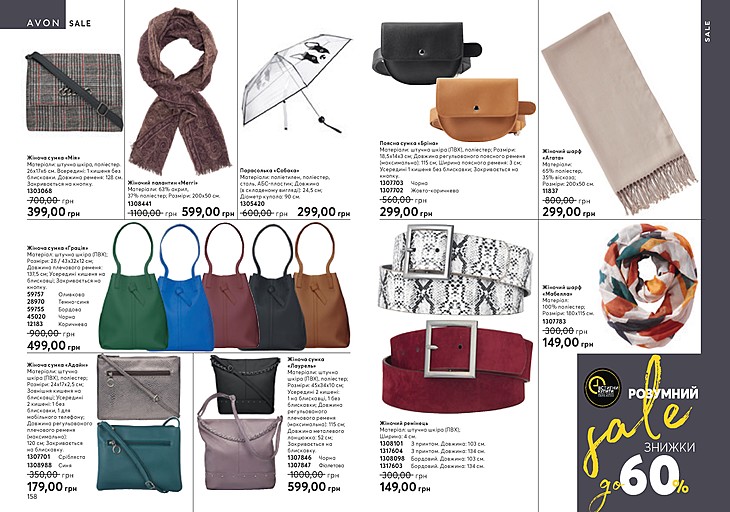 AVON SALE
SALE
Жіноча сумка «Мія»
Матеріали: штучна шкіра, поліестер.
26х17х6 см. Всередині: 1 кишеня без
блискавки. Довжина ременя: 128 см.
Закривається на кнопку.
1303068
700,00 грн
399,00 грн
Жіночий палантин «Меггі»
Матеріали: 63% акрил,
37% поліестер; Розміри: 200х50 см.
1308441
1100,00 грн 599,00 грн
Парасолька «Собака»
Матеріали: поліетилен, поліестер,
сталь, АБС-пластик; Довжина
(в складеному вигляді): 24,5 см;
Діаметр купола: 90 см.
1305420
600,00 грн 299,00 грн
Поясна сумка «Бріна»
Матеріали: штучна шкіра (ПВХ), поліестер; Розміри:
18,5х14х3 см; Довжина регульованого поясного ременя
(максимально): 115 см, Ширина поясного ременя: 3 см;
Усередині 1 кишеня без блискавки; Закривається на
кнопку.
1307703 Чорна
1307702 Жовто-коричнева
560,00 грн
299,00 грн
Жіночий шарф
«Агата»
Матеріали:
65% поліестер,
35% віскоза;
Розміри: 200х50 см.
11837
800,00 грн
299,00 грн
Жіноча сумка «Грація»
Матеріали: штучна шкіра (ПВХ);
Розміри: 28 / 43х32х12 см;
Довжина плечового ременя:
137,5 см; Усередині кишеня на
блискавці; Закривається на
кнопку.
59757 Оливкова
28970 Темно-синя
59755 Бордова
45020 Чорна
12183 Коричнева
900,00 грн
499,00 грн
Жіночий шарф
«Мабелла»
Матеріал:
100% поліестер;
Розміри: 180х115 см.
1307783
300,00 грн
149,00 грн
Жіноча сумка «Адайн»
Матеріали: штучна
шкіра (ПВХ), поліестер;
Розміри: 24х17х2,5 см;
Зовнішня кишеня на
блискавці; Усередині
2 кишені: 1 без
блискавки, 1 для
мобільного телефону;
Довжина регульованого
плечового ременя
(максимальна):
120 см; Закривається на
блискавку.
1307701 Срібляста
1308988 Синя
350,00 грн
179,00 грн
Жіноча сумка
«Лаурель»
Матеріали: штучна
шкіра (ПВХ), поліестер;
Розміри: 45х34х10 см;
Усередині 2 кишені:
1 на блискавці, 1 без
блискавки; Довжина
регульованого
плечового ременя
(максимальна): 115 см;
Довжина металевого
ланцюжка: 52 см;
Закривається на
блискавку.
1307846 Чорна
1307847 Фіолетова
1000,00 грн
599,00 грн
Жіночий ремінець
Матеріал: штучна шкіра (ПВХ);
Ширина: 4 см.
1308101 З принтом. Довжина: 103 см.
1317604 З принтом. Довжина: 134 см.
1308098 Бордовий. Довжина: 103 см.
1317603 Бордовий. Довжина: 134 см.
300,00 грн
149,00 грн
РОЗУМНИЙ
sale
ЗНИЖКИ
до 60%
158